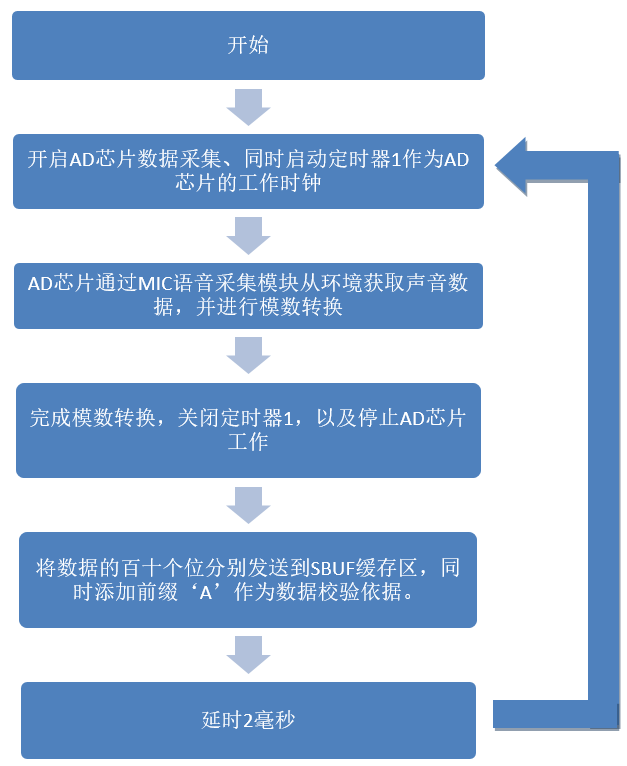 开始
开启AD芯片数据采集、同时启动定时器1作为AD
芯片的工作时钟
AD芯片通过MIC语音采集模块从环境获取声音数
据，并进行模数转换
完成模数转换，关闭定时器1，以及停止AD芯片
工作
将数据的百十个位分别发送到SBUF缓存区，同
时添加前缀‘A’作为数据校验依据。
延时2毫秒